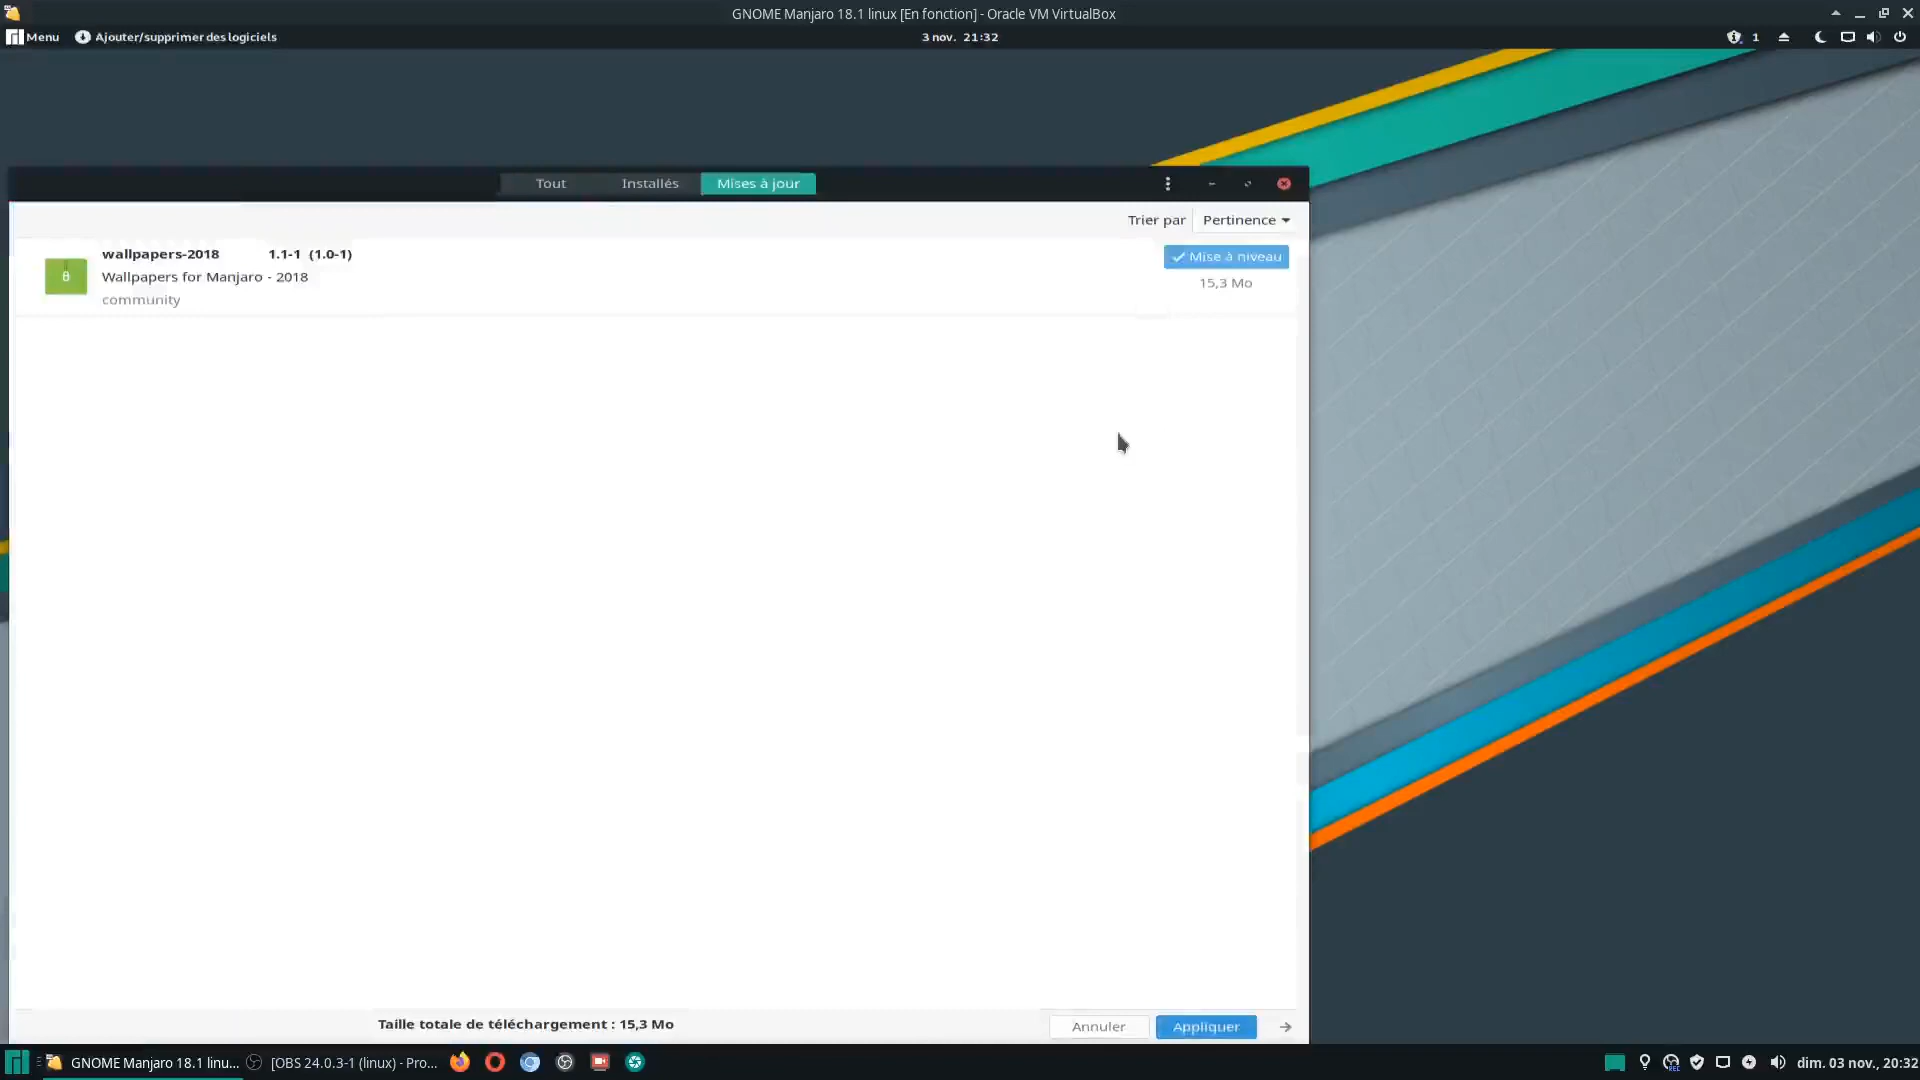 GNOME Manjaro 18.1 linux [En fonction] - Oracle VM VirtualBox
Menu Ajouter/supprimer des logiciels 3 nov. 21:32 1
Tout Installés Mises à jour
Trier par Pertinence
wallpapers-2018 1.1-1 (1.0-1)
Mise à niveau
Wallpapers for Manjaro - 2018
15,3 Mo
community
Taille totale de téléchargement : 15,3 Mo
Annuler Appliquer
GNOME Manjaro 18.1 linu... [OBS 24.0.3-1 (linux) - Pro... dim. 03 nov., 20:32